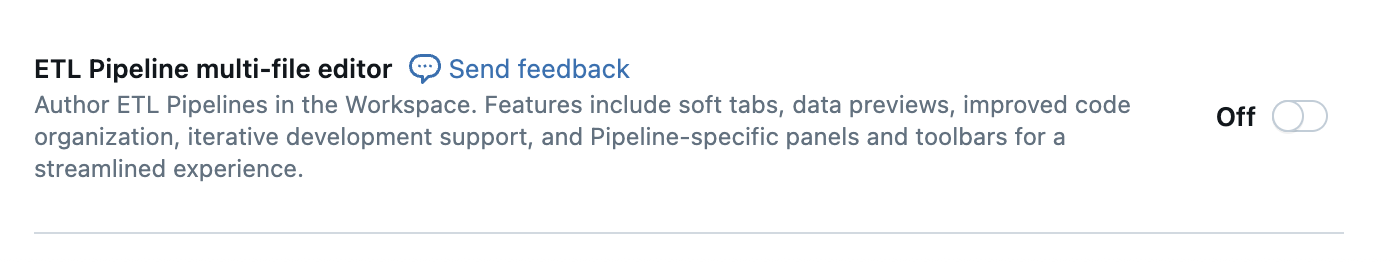 ETL Pipeline multi-file editor Send feedback
Author ETL Pipelines in the Workspace. Features include soft tabs, data previews, improved code
organization, iterative development support, and Pipeline-specific panels and toolbars for a
streamlined experience.
Off